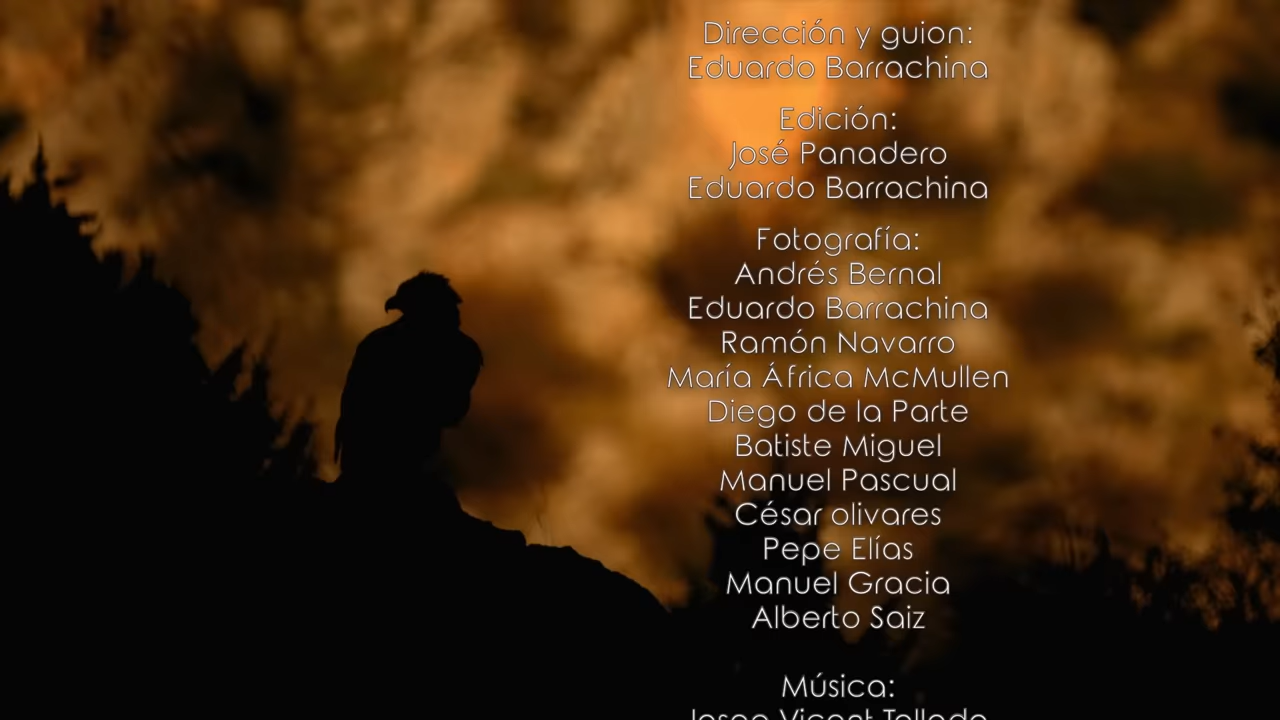 Dirección y guion:
Eduardo Barrachina
Edición:
José Panadero
Eduardo Barrachina
Fotografía:
Andrés Bernal
Eduardo Barrachina
Ramón Navarro
María África McMullen
Diego de la Parte
Batiste Miguel
Manuel Pascual
César olivares
Pepe Elías
Manuel Gracia
Alberto Saiz
Música:
Vicent